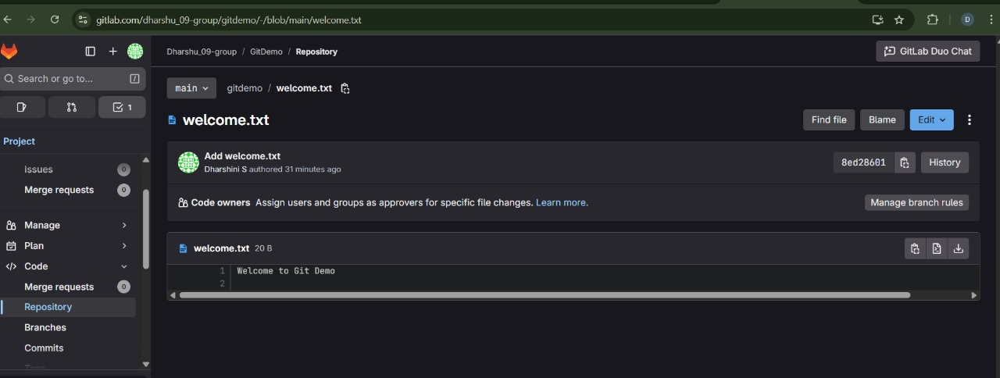 gitlab.com/dharshu_09-group/gitdemo/-/blob/main/welcome.txt
D
Dharshu_09-group / GitDemo / Repository
GitLab Duo Chat
Search or go to... /
1
main
gitdemo / welcome.txt
welcome.txt
Find file
Blame
Edit
Project
Issues 0
Merge requests 0
Manage
Plan
Code
Merge requests 0
Repository
Branches
Commits
Tags
Add welcome.txt
Dharshini S authored 31 minutes ago
8ed28601
History
Code owners Assign users and groups as approvers for specific file changes. Learn more.
Manage branch rules
welcome.txt 20 B
1 Welcome to Git Demo
2